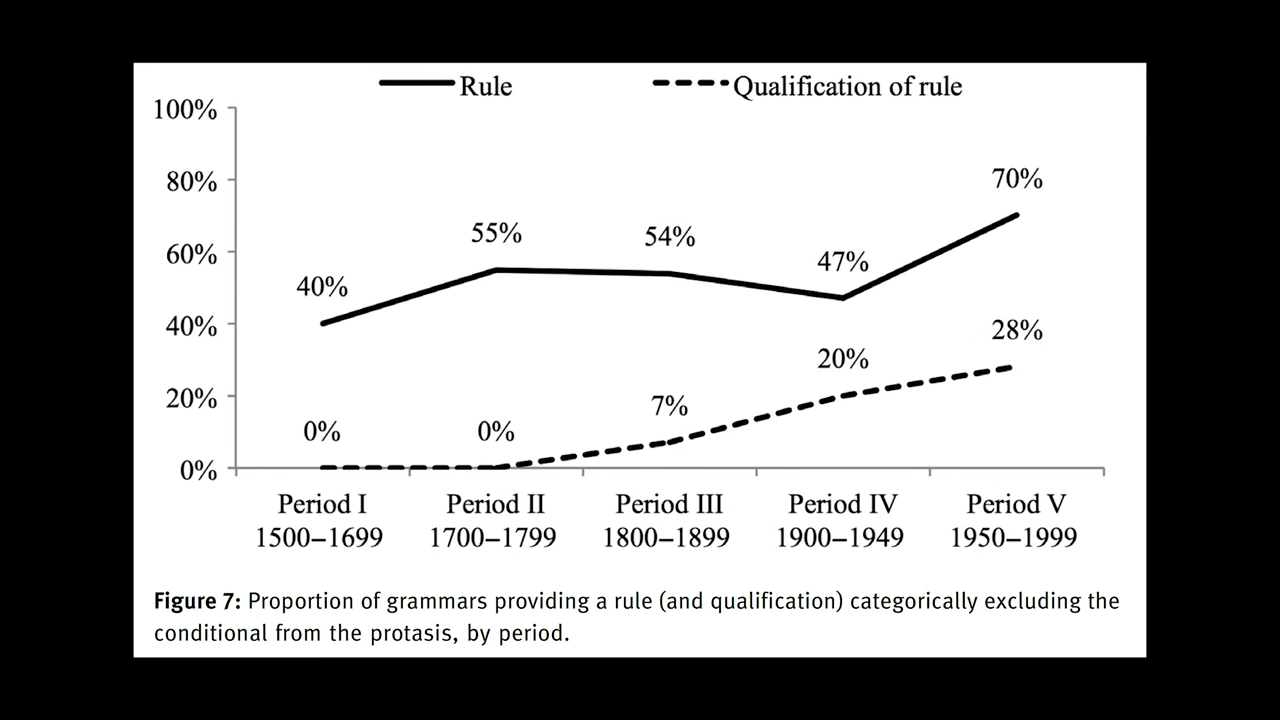 Rule Qualification of rule
100%
80%
60%
40%
20%
0%
40% 55% 54% 47% 70%
0% 0% 7% 20% 28%
Period I Period II Period III Period IV Period V
1500–1699 1700–1799 1800–1899 1900–1949 1950–1999
Figure 7: Proportion of grammars providing a rule (and qualification) categorically excluding the
conditional from the protasis, by period.